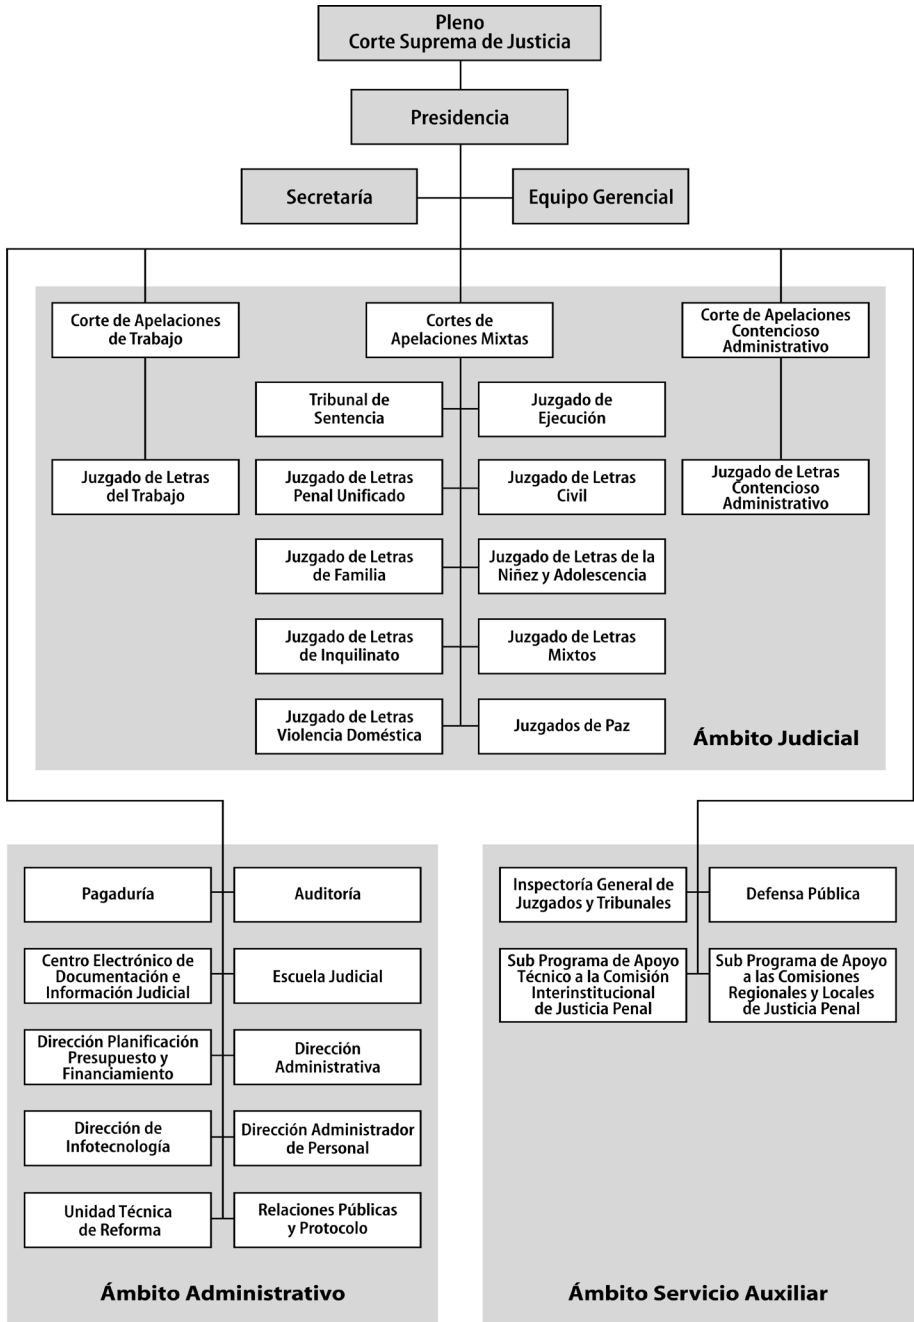 Pleno
Corte Suprema de Justicia
Presidencia
Secretaría
Equipo Gerencial
Corte de Apelaciones
de Trabajo
Cortes de
Apelaciones Mixtas
Corte de Apelaciones
Contencioso
Administrativo
Tribunal de
Sentencia
Juzgado de
Ejecución
Juzgado de Letras
del Trabajo
Juzgado de Letras
Penal Unificado
Juzgado de Letras
Civil
Juzgado de Letras
Contencioso
Administrativo
Juzgado de Letras
de Familia
Juzgado de Letras de la
Niñez y Adolescencia
Juzgado de Letras
de Inquilinato
Juzgado de Letras
Mixtos
Juzgado de Letras
Violencia Doméstica
Juzgados de Paz
Ámbito Judicial
Pagaduría
Auditoría
Centro Electrónico de
Documentación e
Información Judicial
Escuela Judicial
Dirección Planificación
Presupuesto y
Financiamiento
Dirección
Administrativa
Dirección de
Infotecnología
Dirección Administrador
de Personal
Unidad Técnica
de Reforma
Relaciones Públicas
y Protocolo
Ámbito Administrativo
Inspectoría General de
Juzgados y Tribunales
Defensa Pública
Sub Programa de Apoyo
Técnico a la Comisión
Interinstitucional
de Justicia Penal
Sub Programa de Apoyo
a las Comisiones
Regionales y Locales
de Justicia Penal
Ámbito Servicio Auxiliar